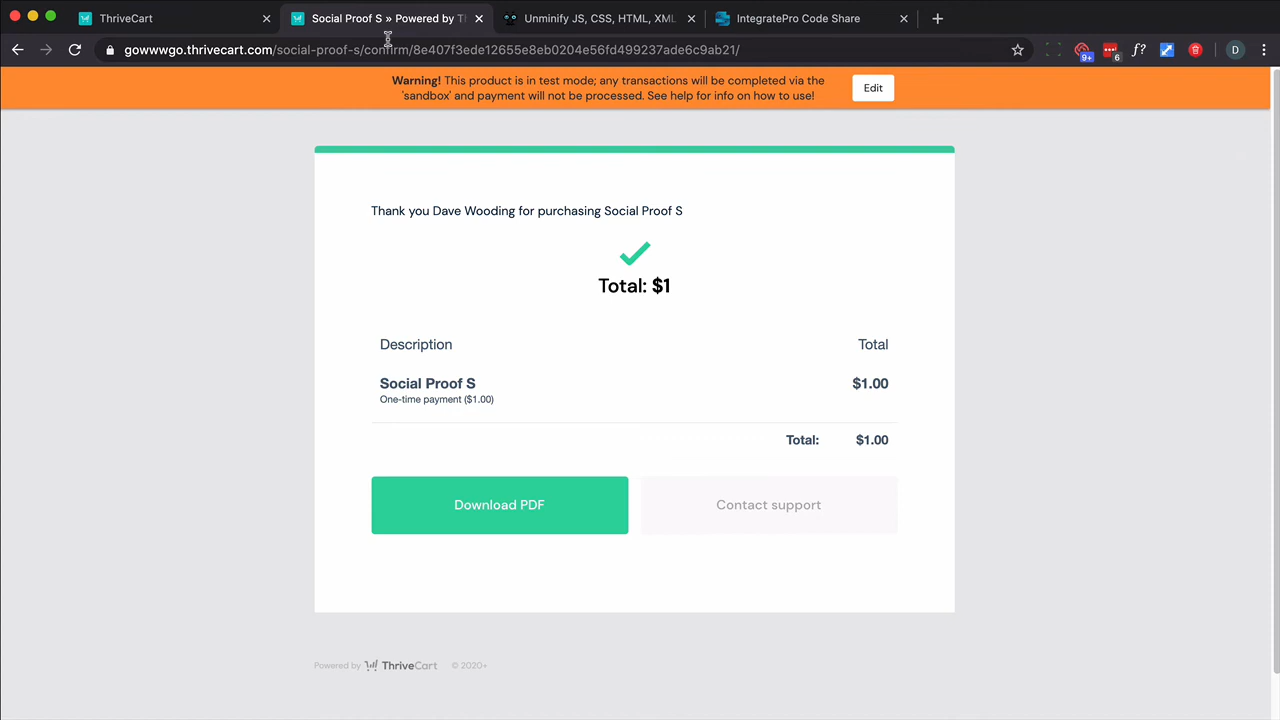 ThriveCart
Social Proof S » Powered by T
Unminify JS, CSS, HTML, XML
IntegratePro Code Share
gowwwgo.thrivecart.com/social-proof-s/confirm/8e407f3ede12655e8eb0204e56fd499237ade6c9ab21/
9+
6
f?
D
Warning! This product is in test mode; any transactions will be completed via the
'sandbox' and payment will not be processed. See help for info on how to use!
Edit
Thank you Dave Wooding for purchasing Social Proof S
Total: $1
Description Total
Social Proof S $1.00
One-time payment ($1.00)
Total: $1.00
Download PDF
Contact support
Powered by ThriveCart © 2020+